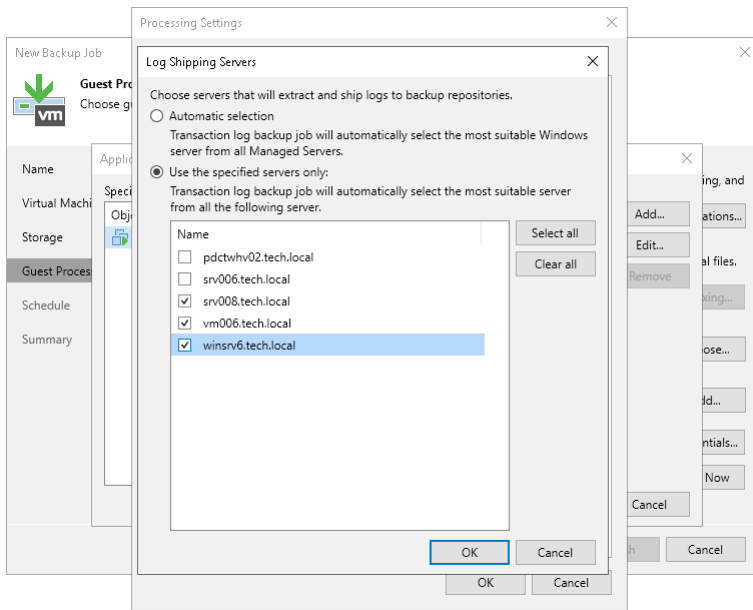 Processing Settings
New Backup Job
Log Shipping Servers
Guest Pro
Choose g
vm
Choose servers that will extract and ship logs to backup repositories.
Automatic selection
Transaction log backup job will automatically select the most suitable Windows
server from all Managed Servers.
Use the specified servers only:
Transaction log backup job will automatically select the most suitable server
from all the following server.
Name
pdctwhv02.tech.local
srv006.tech.local
srv008.tech.local
vm006.tech.local
winsrv6.tech.local
Select all
Clear all
OK
Cancel
Name
Virtual Machi
Storage
Guest Proces
Schedule
Summary
Applic
Speci
Obj
Add...
Edit...
Remove
Cancel
ing, and
ations...
al files.
xing...
ose...
dd...
ntials...
Now
h
Cancel
OK
Cancel